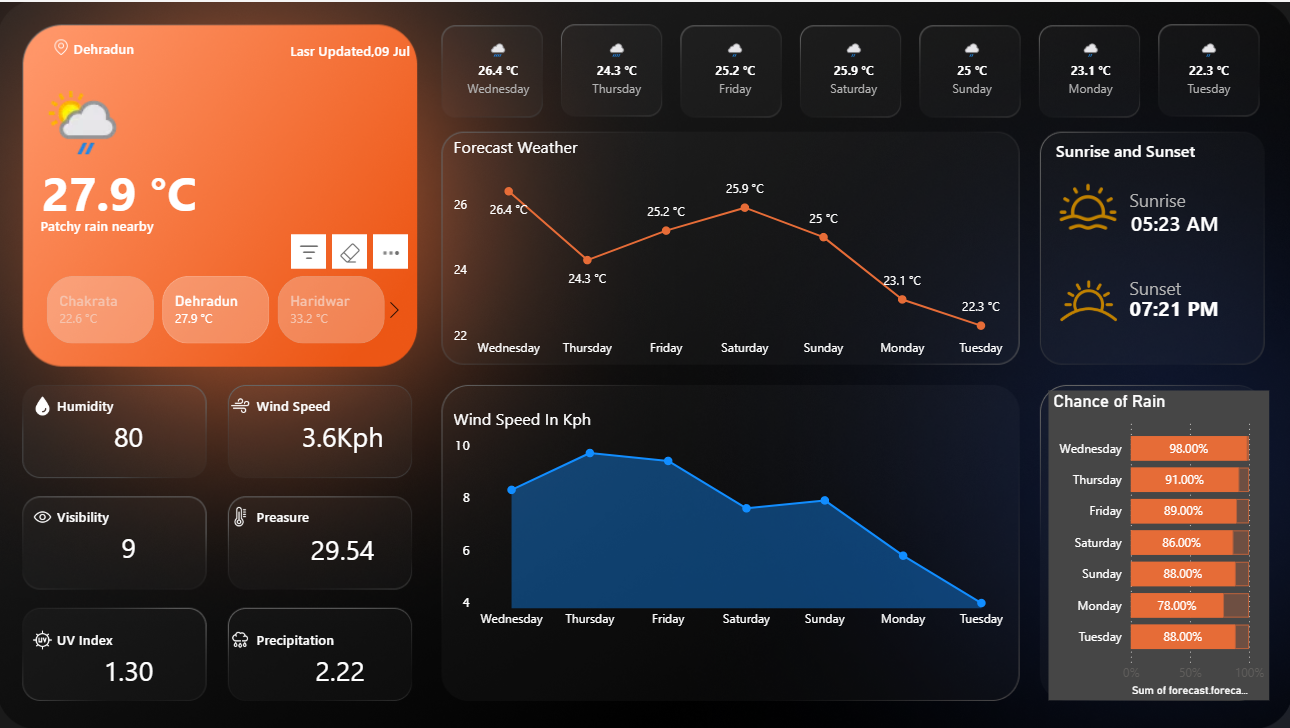 Dehradun
Lasr Updated,09 Jul
27.9 °C
Patchy rain nearby
Chakrata
22.6 °C
Dehradun
27.9 °C
Haridwar
33.2 °C
26.4 °C
Wednesday
24.3 °C
Thursday
25.2 °C
Friday
25.9 °C
Saturday
25 °C
Sunday
23.1 °C
Monday
22.3 °C
Tuesday
Forecast Weather
26
24
22
26.4 °C
24.3 °C
25.2 °C
25.9 °C
25 °C
23.1 °C
22.3 °C
Wednesday
Thursday
Friday
Saturday
Sunday
Monday
Tuesday
Sunrise and Sunset
Sunrise
05:23 AM
Sunset
07:21 PM
Humidity
80
Wind Speed
3.6Kph
Visibility
9
Preasure
29.54
UV
UV Index
1.30
Precipitation
2.22
Wind Speed In Kph
10
8
6
4
Wednesday
Thursday
Friday
Saturday
Sunday
Monday
Tuesday
Chance of Rain
Wednesday 98.00%
Thursday 91.00%
Friday 89.00%
Saturday 86.00%
Sunday 88.00%
Monday 78.00%
Tuesday 88.00%
0% 50% 100%
Sum of forecast.foreca...